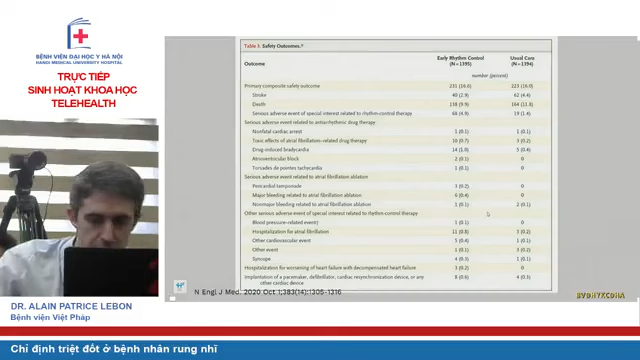 BỆNH VIỆN ĐẠI HỌC Y HÀ NỘI
HANOI MEDICAL UNIVERSITY HOSPITAL
TRỰC TIẾP
SINH HOẠT KHOA HỌC
TELEHEALTH
DR. ALAIN PATRICE LEBON
Bệnh viện Việt Pháp
Table 3. Safety Outcomes.
Outcome Early Rhythm Control (N=1395) Usual Care (N=1394)
number (percent)
Primary composite safety outcome 231 (16.6) 223 (16.0)
Stroke 40 (2.9) 62 (4.4)
Death 138 (9.9) 164 (11.8)
Serious adverse event of special interest related to rhythm-control therapy 68 (4.9) 19 (1.4)
Serious adverse event related to antiarrhythmic drug therapy
Nonfatal cardiac arrest 1 (0.1) 1 (0.1)
Toxic effects of atrial fibrillation–related drug therapy 10 (0.7) 3 (0.2)
Drug-induced bradycardia 14 (1.0) 5 (0.4)
Atrioventricular block 2 (0.1) 0
Torsades de pointes tachycardia 1 (0.1) 0
Serious adverse event related to atrial fibrillation ablation
Pericardial tamponade 3 (0.2) 0
Major bleeding related to atrial fibrillation ablation 6 (0.4) 0
Nonmajor bleeding related to atrial fibrillation ablation 1 (0.1) 2 (0.1)
Other serious adverse event of special interest related to rhythm-control therapy
Blood pressure–related event 1 (0.1) 0
Hospitalization for atrial fibrillation 11 (0.8) 3 (0.2)
Other cardiovascular event 5 (0.4) 1 (0.1)
Other event 1 (0.1) 3 (0.2)
Syncope 4 (0.3) 1 (0.1)
Hospitalization for worsening of heart failure with decompensated heart failure 3 (0.2) 0
Implantation of a pacemaker, defibrillator, cardiac resynchronization device, or any 8 (0.6) 4 (0.3)
other cardiac device
N Engl J Med. 2020 Oct 1;383(14):1305-1316
BVDHYKCDHA
Chỉ định triệt đốt ở bệnh nhân rung nhĩ